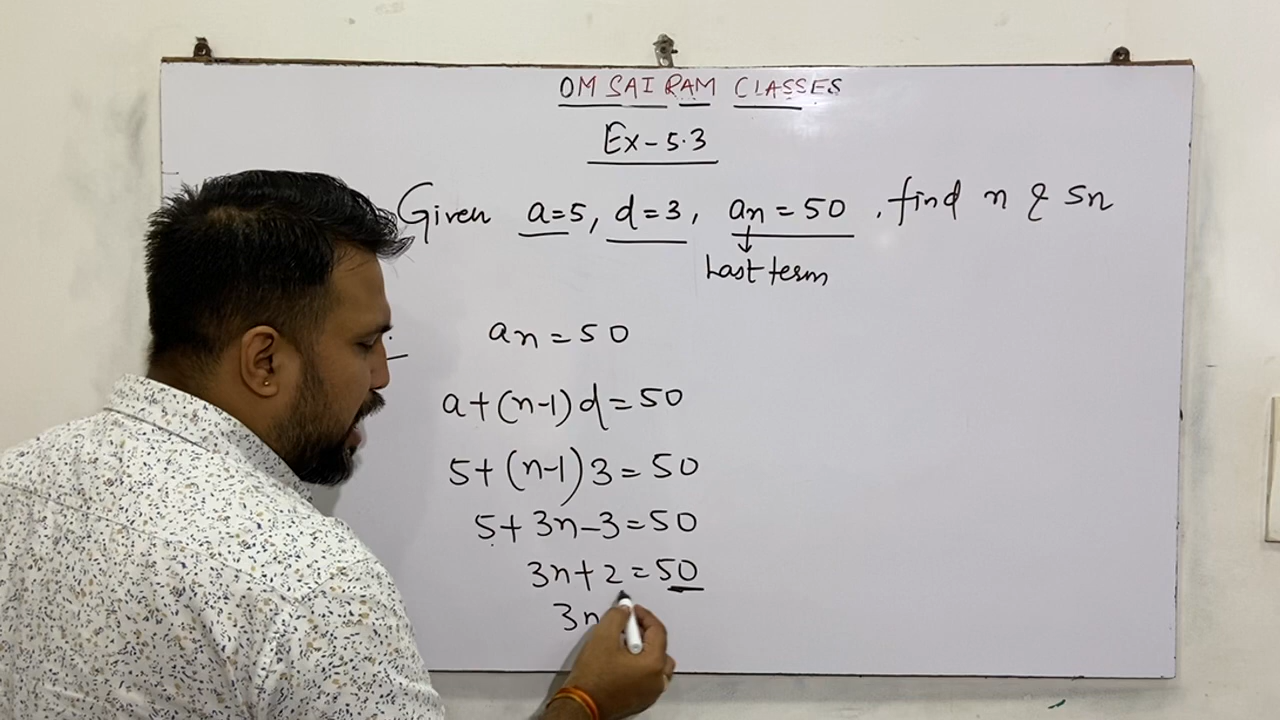 OM SAI RAM CLASSES
Ex-5.3
Given a=5, d=3, an=50 .find n & Sn
Last term
an=50
a+(n-1)d=50
5+(n-1)3=50
5+3n-3=50
3n+2=50
3n